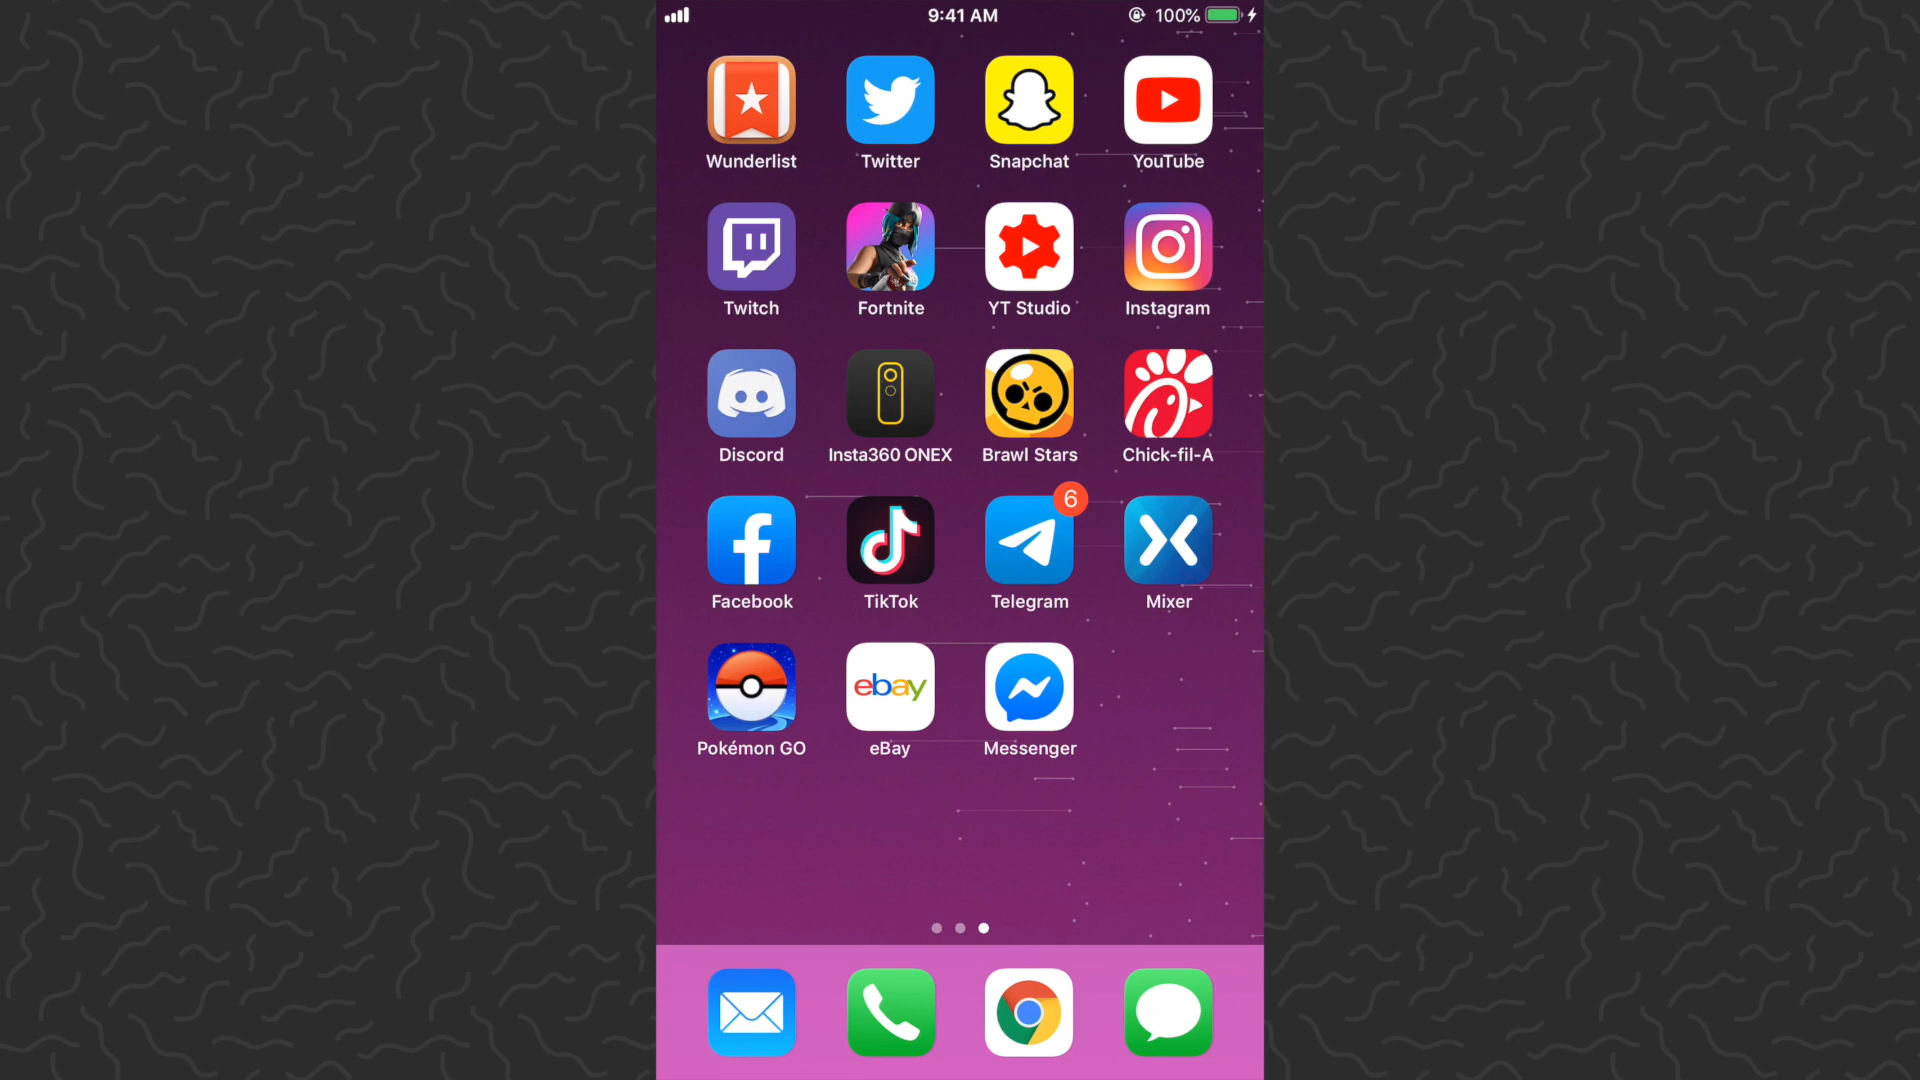 9:41 AM 100%
Wunderlist Twitter Snapchat YouTube
Twitch Fortnite YT Studio Instagram
Discord Insta360 ONEX Brawl Stars Chick-fil-A
6
Facebook TikTok Telegram Mixer
ebay
Pokémon GO eBay Messenger